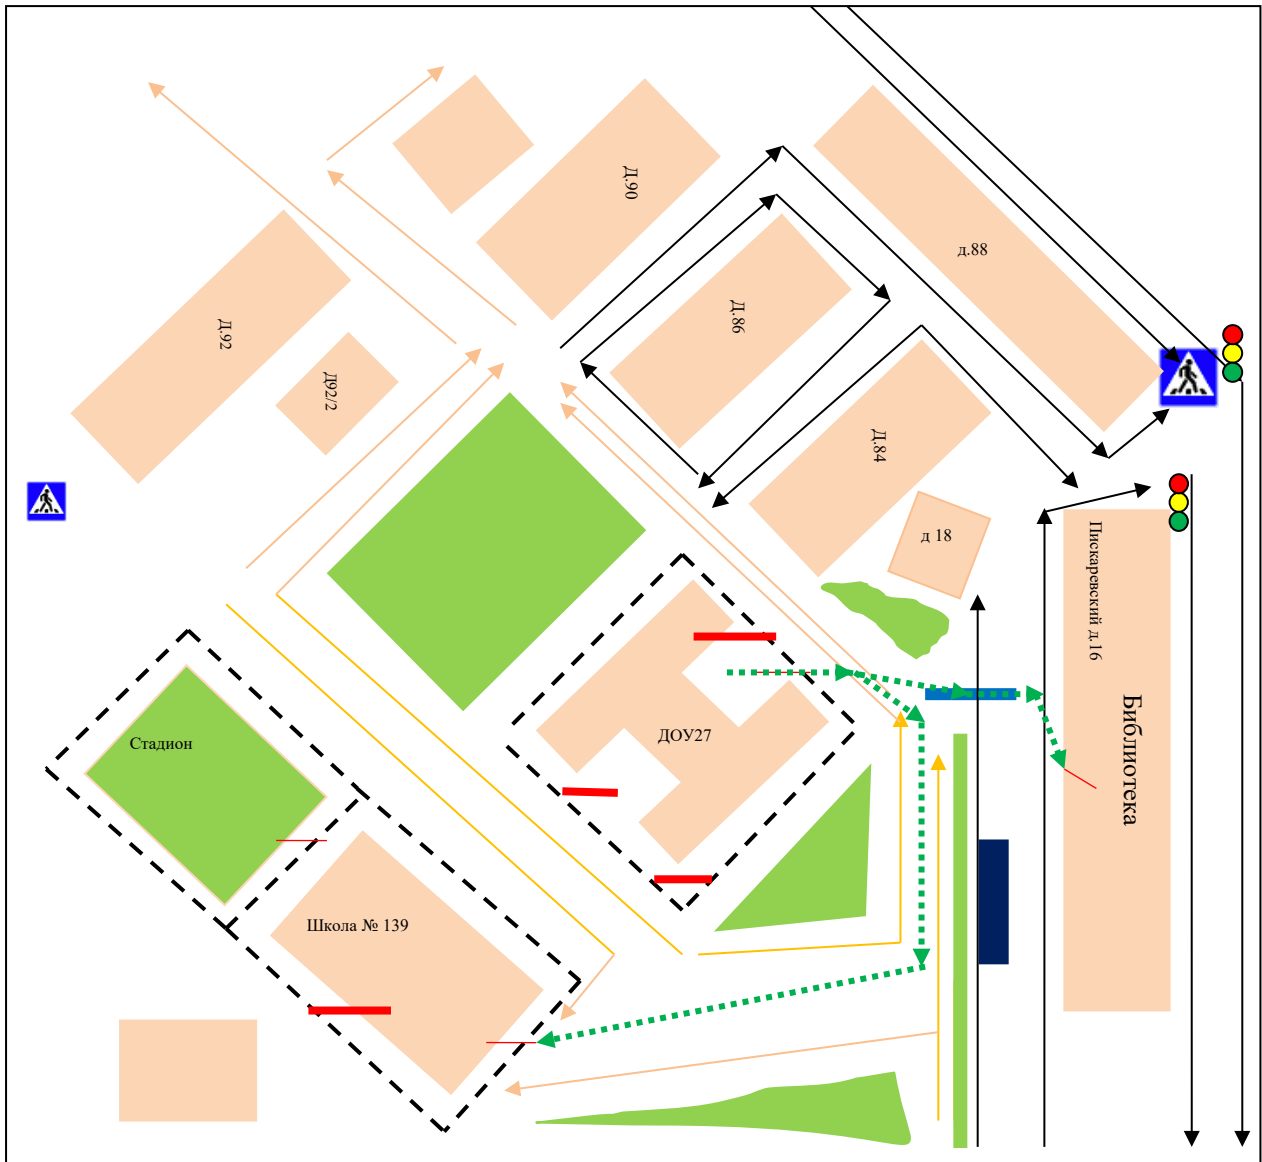 Д.90
д.88
Д.92
Д.86
Д92/2
Д.84
д 18
Пискаревский д.16
Библиотека
ДОУ27
Стадион
Школа № 139